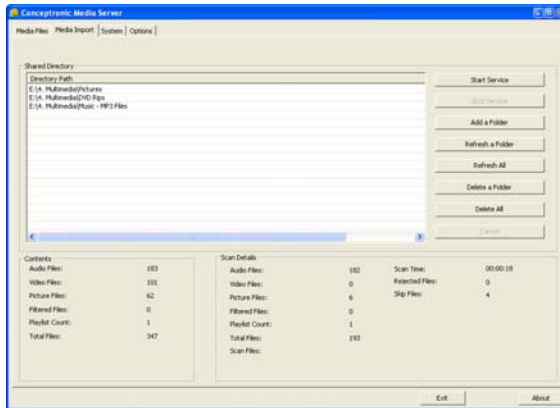 Conceptronic Media Server
Media Files Media Import System Options
Shared Directory
Directory Path
E:\4. Multimedia\Pictures
E:\4. Multimedia\DVD Rips
E:\4. Multimedia\Music - MP3 Files
Start Service
Stop Service
Add a Folder
Refresh a Folder
Refresh All
Delete a Folder
Delete All
Cancel
Contents
Audio Files: 183
Video Files: 101
Picture Files: 62
Filtered Files: 0
Playlist Count: 1
Total Files: 347
Scan Details
Audio Files: 182 Scan Time: 00:00:18
Video Files: 0 Rejected Files: 0
Picture Files: 6 Skip Files: 4
Filtered Files: 0
Playlist Count: 1
Total Files: 193
Scan Files:
Exit About